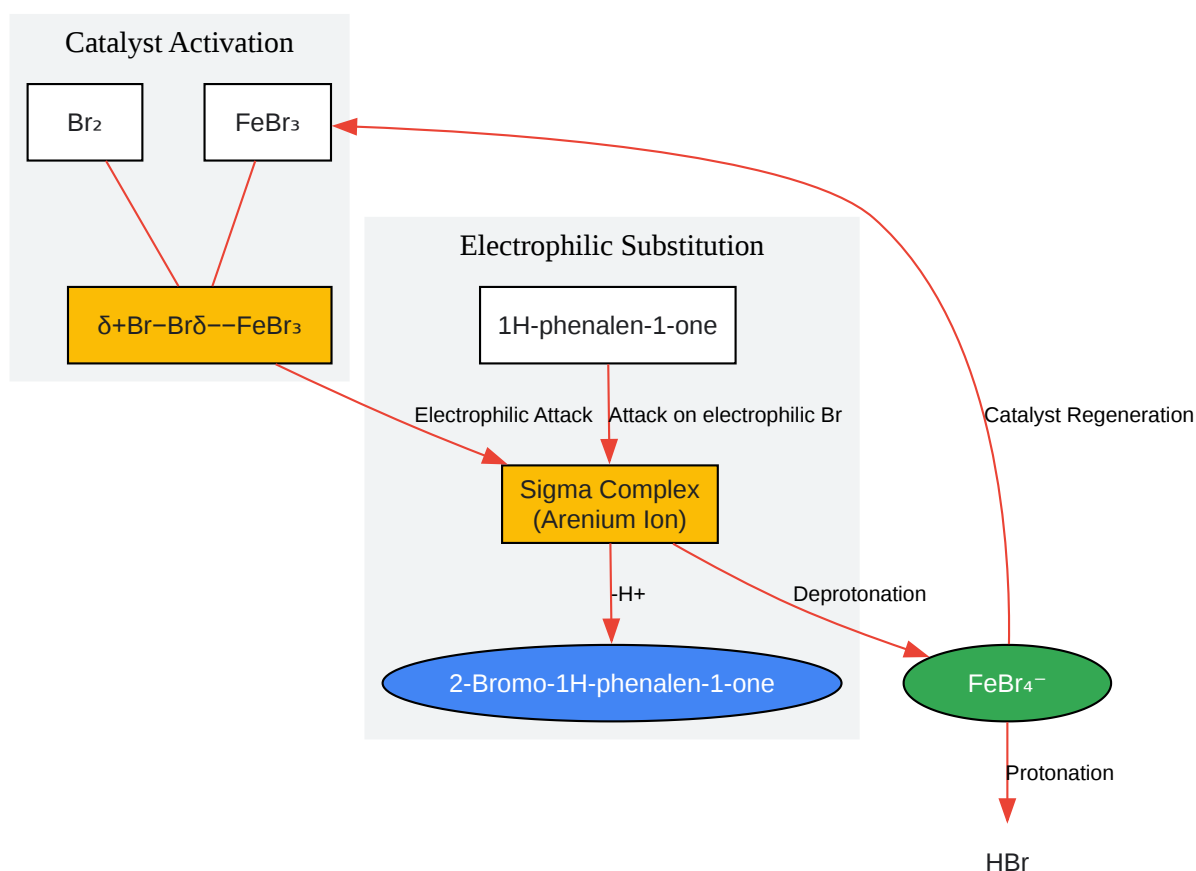 Catalyst Activation
Br₂
FeBr₃
δ+Br−Brδ−−FeBr₃
Electrophilic Substitution
1H-phenalen-1-one
Electrophilic Attack
Attack on electrophilic Br
Catalyst Regeneration
Sigma Complex
(Arenium Ion)
-H+
Deprotonation
2-Bromo-1H-phenalen-1-one
FeBr₄⁻
Protonation
HBr